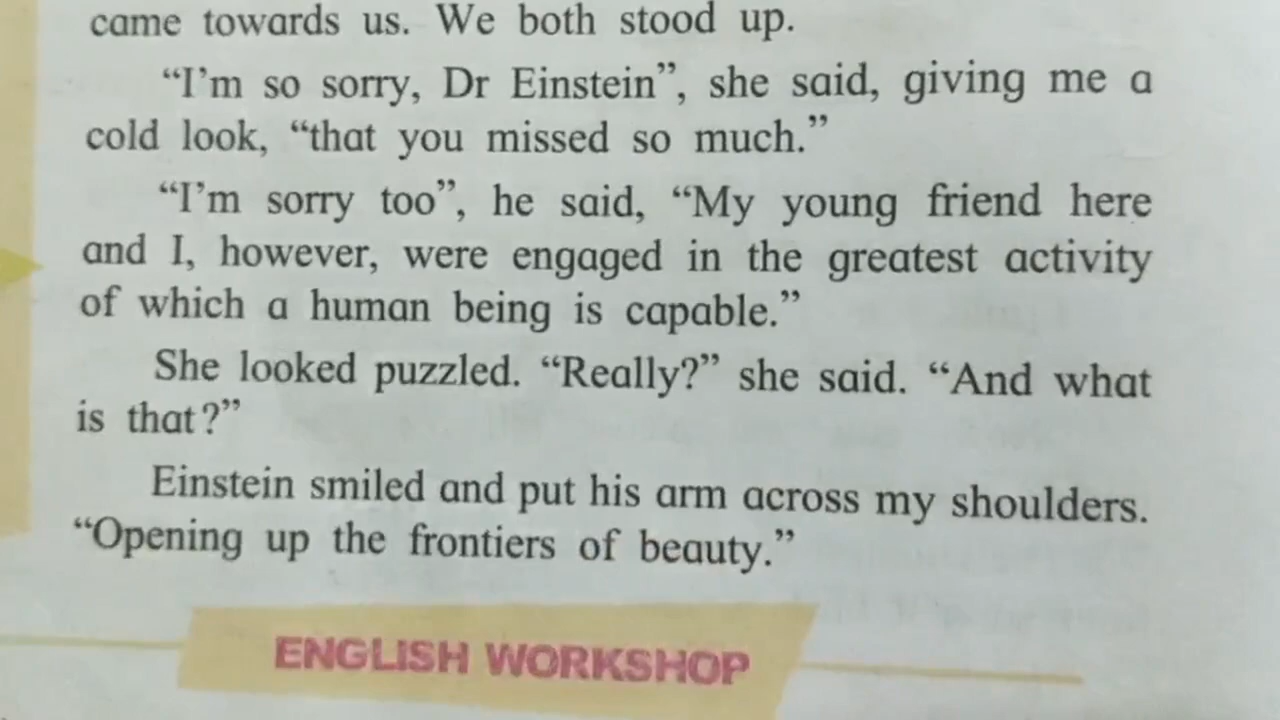 came towards us. We both stood up.
“I’m so sorry, Dr Einstein”, she said, giving me a
cold look, “that you missed so much.”
“I’m sorry too”, he said, “My young friend here
and I, however, were engaged in the greatest activity
of which a human being is capable.”
She looked puzzled. “Really?” she said. “And what
is that?”
Einstein smiled and put his arm across my shoulders.
“Opening up the frontiers of beauty.”
ENGLISH WORKSHOP